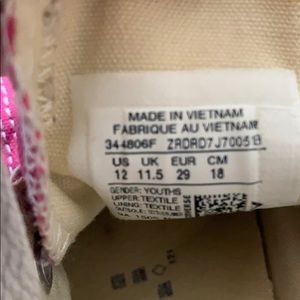 MADE IN VIETNAM
FABRIQUE AU VIETNAM
344806F ZRDRD7J7005
US UK EUR CM
12 11.5 29 18
GENDER: YOUTHS
UPPER: TEXTILE
LINING: TEXTILE